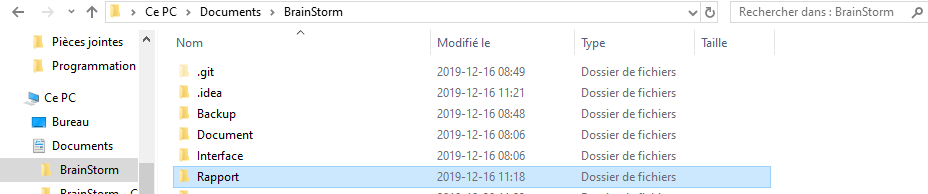 Ce PC > Documents > BrainStorm
Rechercher dans : BrainStorm
Pièces jointes
Programmation
Ce PC
Bureau
Documents
BrainStorm
Nom Modifié le Type Taille
.git 2019-12-16 08:49 Dossier de fichiers
.idea 2019-12-16 11:21 Dossier de fichiers
Backup 2019-12-16 08:48 Dossier de fichiers
Document 2019-12-16 08:06 Dossier de fichiers
Interface 2019-12-16 08:06 Dossier de fichiers
Rapport 2019-12-16 11:18 Dossier de fichiers